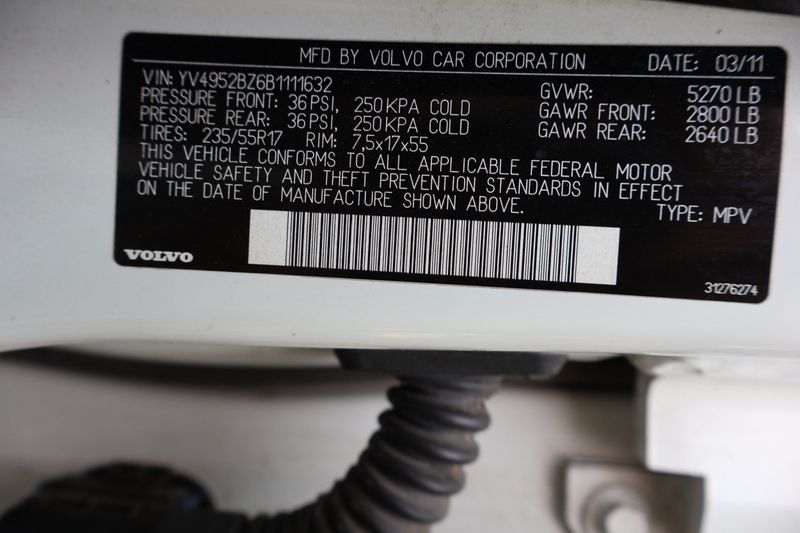 MFD BY VOLVO CAR CORPORATION DATE: 03/11
VIN: YV4952BZ6B1111632 GVWR: 5270 LB
PRESSURE FRONT: 36 PSI, 250 KPA COLD GAWR FRONT: 2800 LB
PRESSURE REAR: 36 PSI, 250 KPA COLD GAWR REAR: 2640 LB
TIRES: 235/55R17 RIM: 7,5x17x55
THIS VEHICLE CONFORMS TO ALL APPLICABLE FEDERAL MOTOR
VEHICLE SAFETY AND THEFT PREVENTION STANDARDS IN EFFECT
ON THE DATE OF MANUFACTURE SHOWN ABOVE. TYPE: MPV
VOLVO
31276274